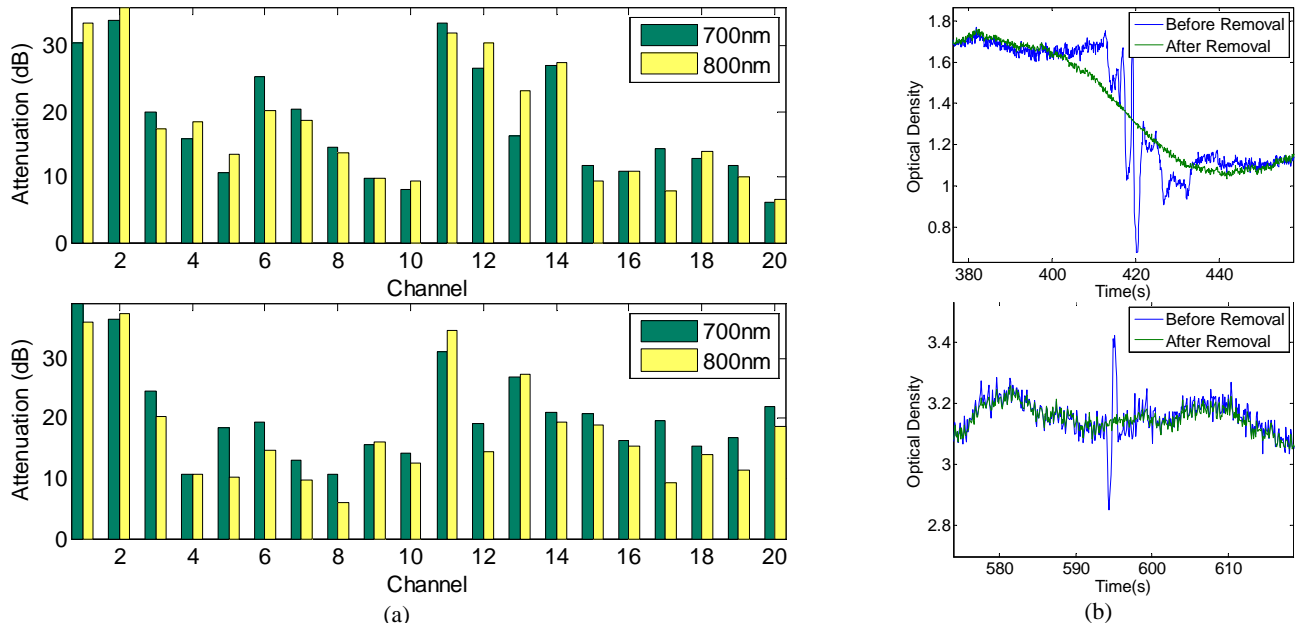 Attenuation (dB)
30
20
10
0
700nm
800nm
2 4 6 8 10 12 14 16 18 20
Channel
Attenuation (dB)
30
20
10
0
700nm
800nm
2 4 6 8 10 12 14 16 18 20
Channel
(a)
Optical Density
1.8
1.6
1.4
1.2
1
0.8
Before Removal
After Removal
380 400 420 440
Time(s)
Optical Density
3.4
3.2
3
2.8
Before Removal
After Removal
580 590 600 610
Time(s)
(b)